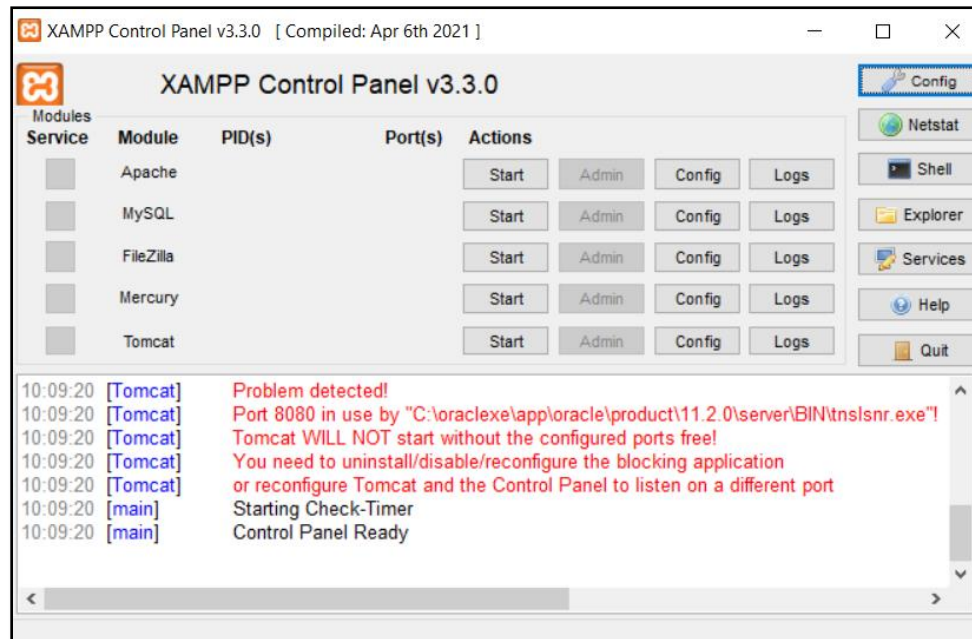 XAMPP Control Panel v3.3.0 [ Compiled: Apr 6th 2021 ]
XAMPP Control Panel v3.3.0
Config
Modules
Service Module PID(s) Port(s) Actions
Netstat
Apache Start Admin Config Logs
Shell
MySQL Start Admin Config Logs
Explorer
FileZilla Start Admin Config Logs
Services
Mercury Start Admin Config Logs
Help
Tomcat Start Admin Config Logs
Quit
10:09:20 [Tomcat] Problem detected!
10:09:20 [Tomcat] Port 8080 in use by "C:\oraclexe\app\oracle\product\11.2.0\server\BIN\tnslsnr.exe"!
10:09:20 [Tomcat] Tomcat WILL NOT start without the configured ports free!
10:09:20 [Tomcat] You need to uninstall/disable/reconfigure the blocking application
10:09:20 [Tomcat] or reconfigure Tomcat and the Control Panel to listen on a different port
10:09:20 [main] Starting Check-Timer
10:09:20 [main] Control Panel Ready